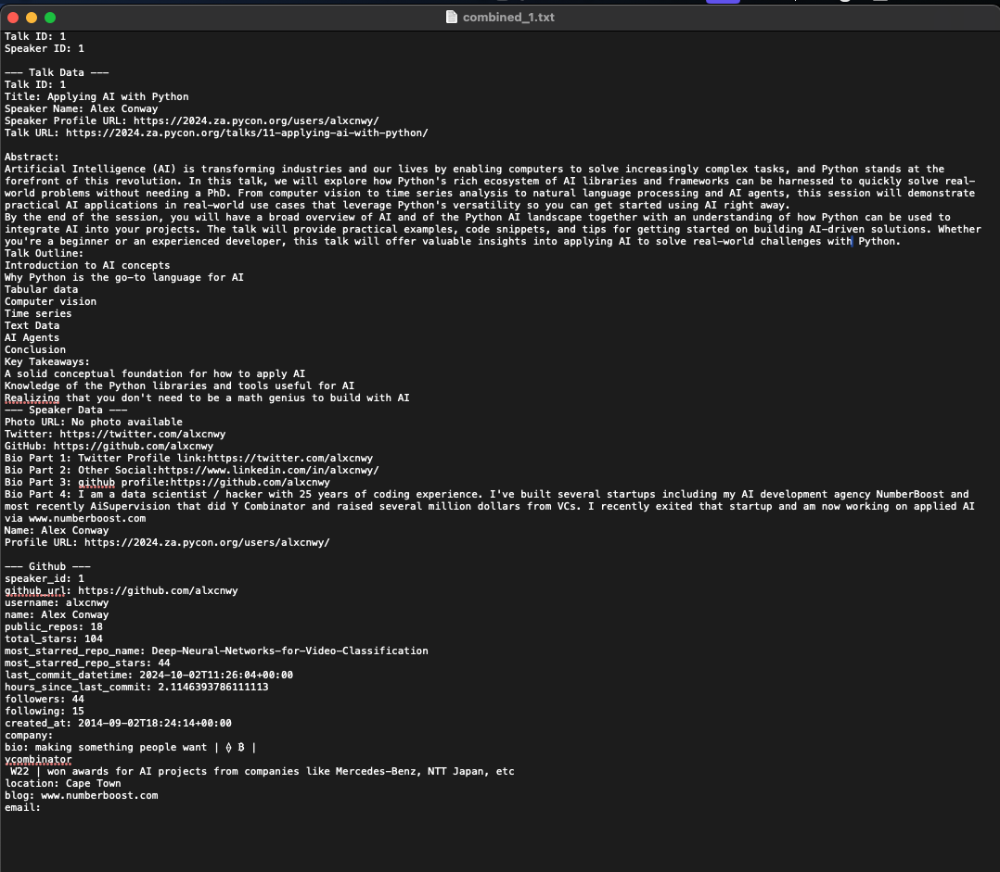 combined_1.txt
Talk ID: 1
Speaker ID: 1
--- Talk Data ---
Talk ID: 1
Title: Applying AI with Python
Speaker Name: Alex Conway
Speaker Profile URL: https://2024.za.pycon.org/users/alxcnwy/
Talk URL: https://2024.za.pycon.org/talks/11-applying-ai-with-python/
Abstract:
Artificial Intelligence (AI) is transforming industries and our lives by enabling computers to solve increasingly complex tasks, and Python stands at the
forefront of this revolution. In this talk, we will explore how Python's rich ecosystem of AI libraries and frameworks can be harnessed to quickly solve real-
world problems without needing a PhD. From computer vision to time series analysis to natural language processing and AI agents, this session will demonstrate
practical AI applications in real-world use cases that leverage Python's versatility so you can get started using AI right away.
By the end of the session, you will have a broad overview of AI and of the Python AI landscape together with an understanding of how Python can be used to
integrate AI into your projects. The talk will provide practical examples, code snippets, and tips for getting started on building AI-driven solutions. Whether
you're a beginner or an experienced developer, this talk will offer valuable insights into applying AI to solve real-world challenges with Python.
Talk Outline:
Introduction to AI concepts
Why Python is the go-to language for AI
Tabular data
Computer vision
Time series
Text Data
AI Agents
Conclusion
Key Takeaways:
A solid conceptual foundation for how to apply AI
Knowledge of the Python libraries and tools useful for AI
Realizing that you don't need to be a math genius to build with AI
--- Speaker Data ---
Photo URL: No photo available
Twitter: https://twitter.com/alxcnwy
GitHub: https://github.com/alxcnwy
Bio Part 1: Twitter Profile link:https://twitter.com/alxcnwy
Bio Part 2: Other Social:https://www.linkedin.com/in/alxcnwy/
Bio Part 3: github profile:https://github.com/alxcnwy
Bio Part 4: I am a data scientist / hacker with 25 years of coding experience. I've built several startups including my AI development agency NumberBoost and
most recently AiSupervision that did Y Combinator and raised several million dollars from VCs. I recently exited that startup and am now working on applied AI
via www.numberboost.com
Name: Alex Conway
Profile URL: https://2024.za.pycon.org/users/alxcnwy/
--- Github ---
speaker_id: 1
github_url: https://github.com/alxcnwy
username: alxcnwy
name: Alex Conway
public_repos: 18
total_stars: 104
most_starred_repo_name: Deep-Neural-Networks-for-Video-Classification
most_starred_repo_stars: 44
last_commit_datetime: 2024-10-02T11:26:04+00:00
hours_since_last_commit: 2.1146393786111113
followers: 44
following: 15
created_at: 2014-09-02T18:24:14+00:00
company:
bio: making something people want | ⟠ ₿ |
ycombinator
W22 | won awards for AI projects from companies like Mercedes-Benz, NTT Japan, etc
location: Cape Town
blog: www.numberboost.com
email: